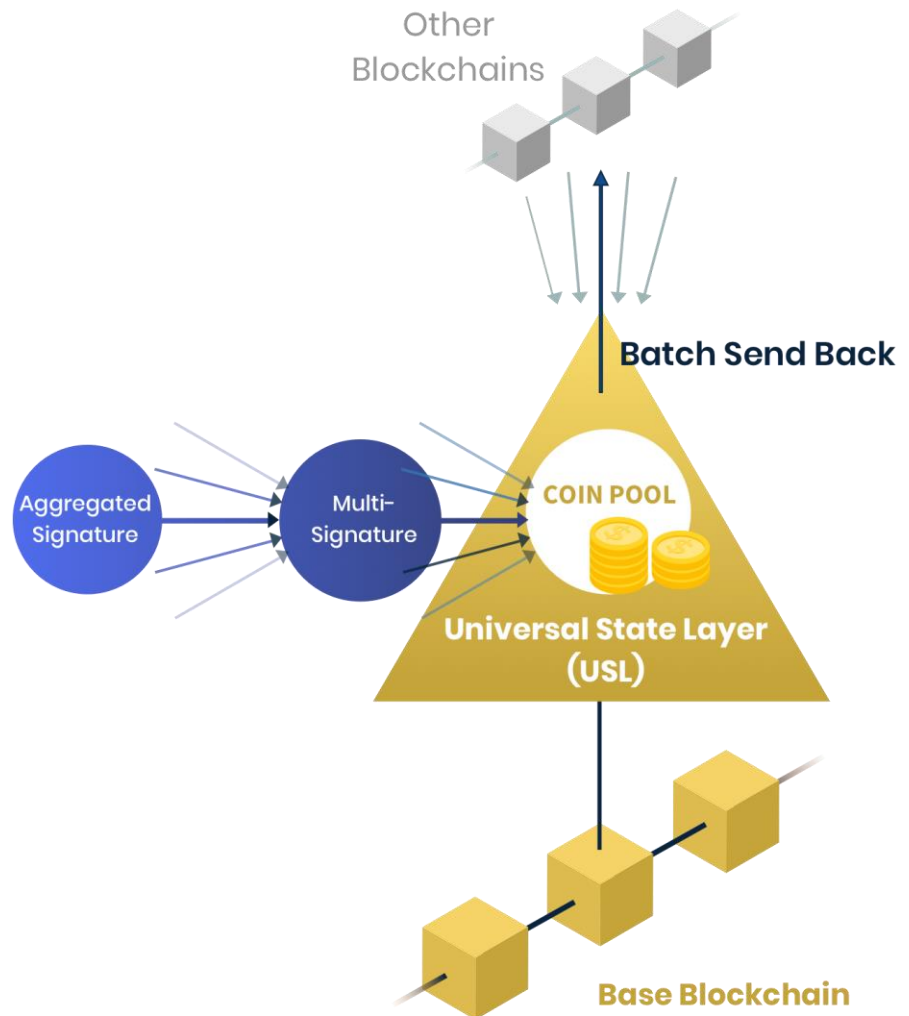 Other
Blockchains
Batch Send Back
Aggregated
Signature
Multi-
Signature
COIN POOL
Universal State Layer
(USL)
Base Blockchain